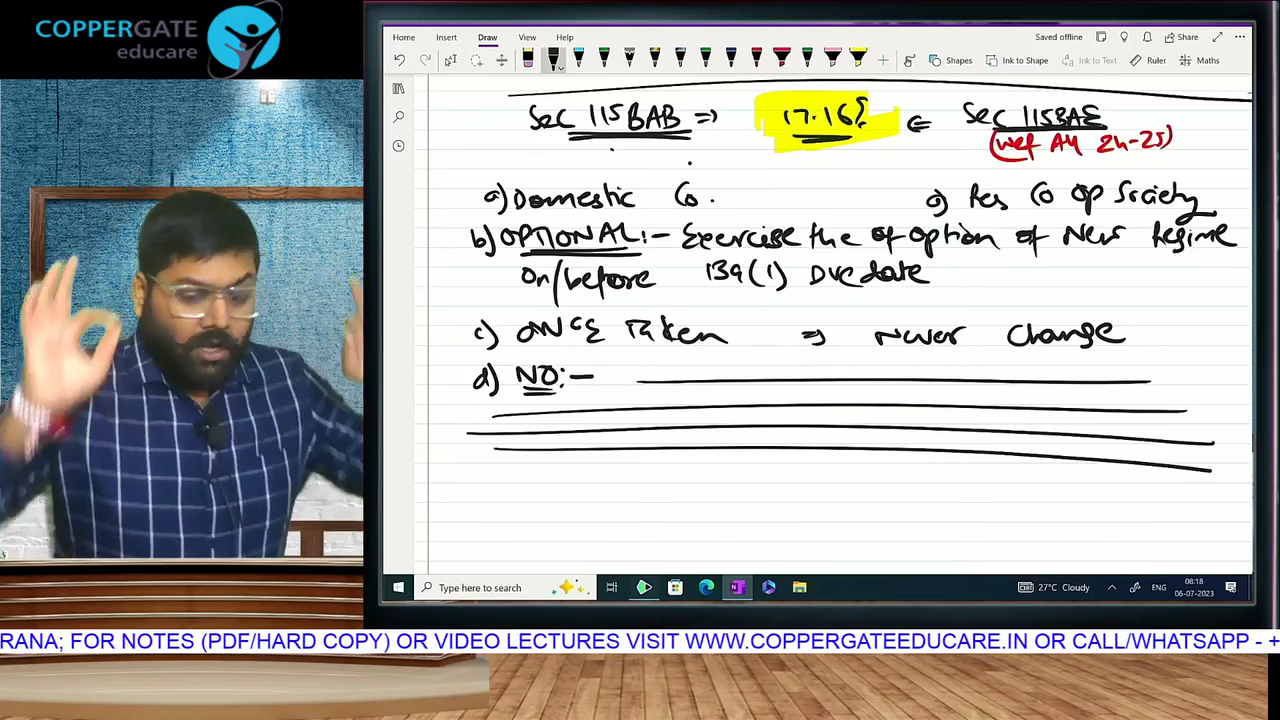 COPPERGATE
educare
Home Insert Draw View Help
Saved offline Share
Shapes Ink to Shape Ink to Text Ruler Maths
Sec 115BAB ⇒ 17.16% ⇐ Sec 115BAE
(wef AY 24-25)
a) Domestic Co. a) Res Co Op Society
b) OPTIONAL:- Exercise the of option of New Regime
On/before 139(1) Due date
c) ONCE Taken ⇒ Never Change
d) NO:-
Type here to search
27°C Cloudy ENG 08:18
06-07-2023
RANA; FOR NOTES (PDF/HARD COPY) OR VIDEO LECTURES VISIT WWW.COPPERGATEEDUCARE.IN OR CALL/WHATSAPP - +